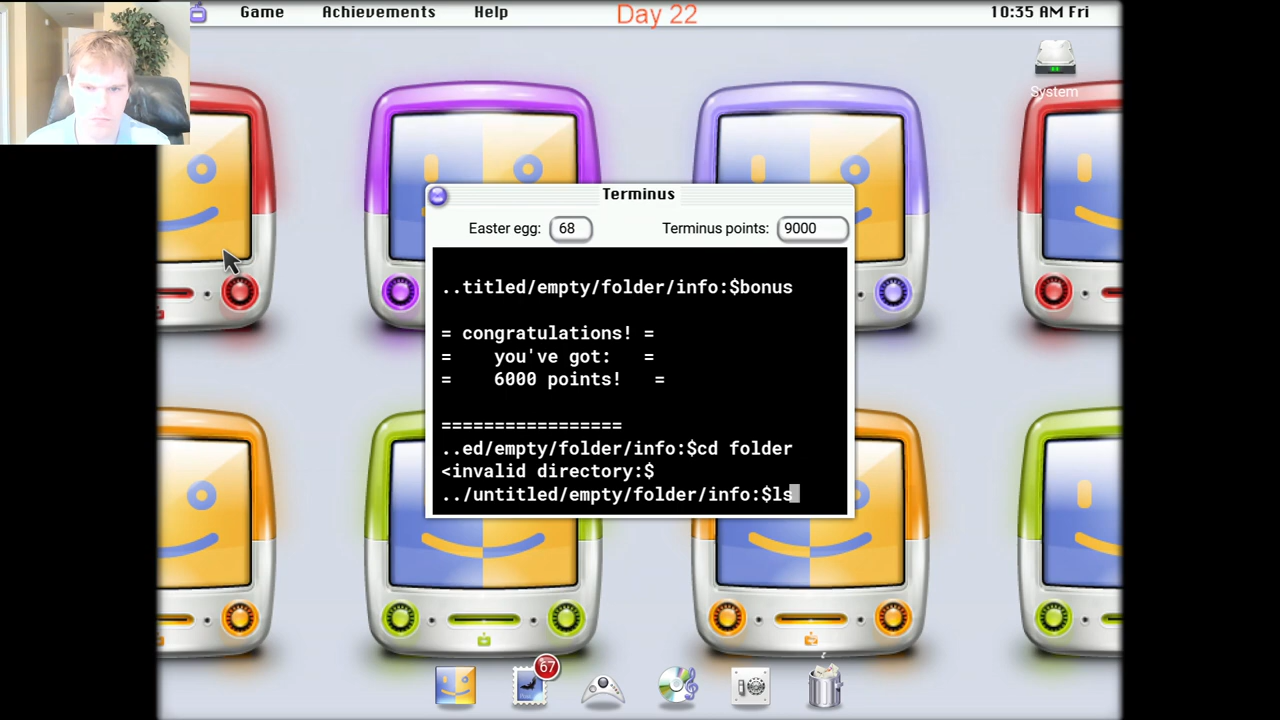 Game Achievements Help Day 22 10:35 AM Fri
System
Terminus
Easter egg: 68 Terminus points: 9000
..titled/empty/folder/info:$bonus
= congratulations! =
= you've got: =
= 6000 points! =
=================
..ed/empty/folder/info:$cd folder
<invalid directory:$
../untitled/empty/folder/info:$ls
67